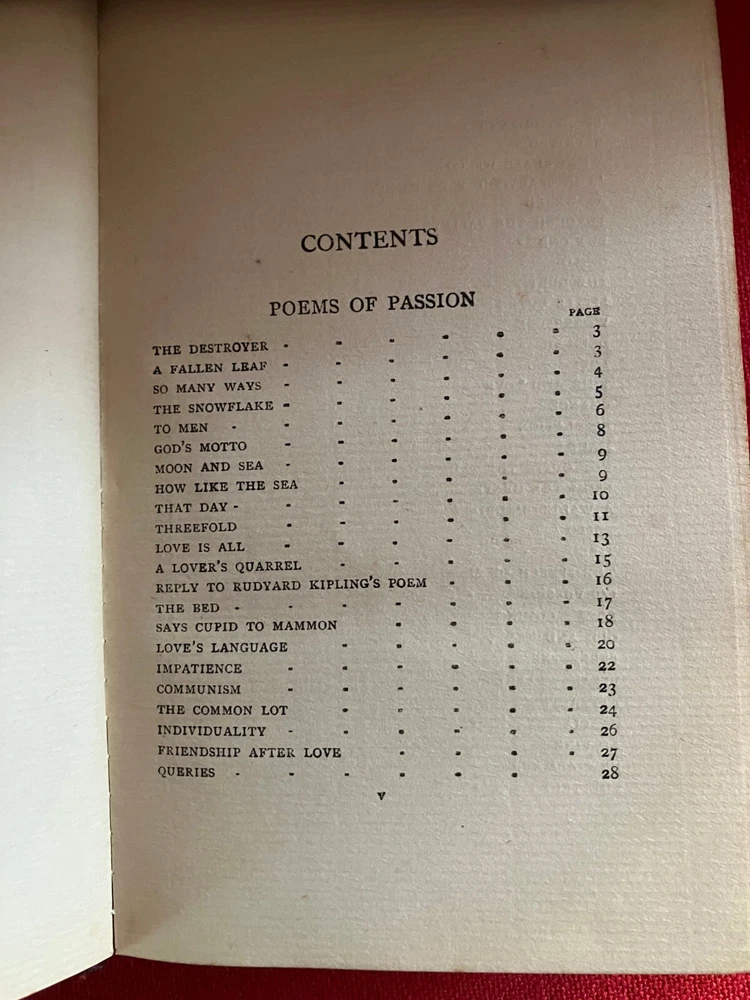 CONTENTS
POEMS OF PASSION
PAGE
THE DESTROYER - - - - - - 3
A FALLEN LEAF - - - - - - 3
SO MANY WAYS - - - - - - 4
THE SNOWFLAKE - - - - - - 5
TO MEN - - - - - - 6
GOD'S MOTTO - - - - - - 8
MOON AND SEA - - - - - - 9
HOW LIKE THE SEA - - - - - 9
THAT DAY - - - - - - 10
THREEFOLD - - - - - - 11
LOVE IS ALL - - - - - - 13
A LOVER'S QUARREL - - - - - 15
REPLY TO RUDYARD KIPLING'S POEM - - - 16
THE BED - - - - - - - 17
SAYS CUPID TO MAMMON - - - - 18
LOVE'S LANGUAGE - - - - - 20
IMPATIENCE - - - - - - 22
COMMUNISM - - - - - - 23
THE COMMON LOT - - - - - 24
INDIVIDUALITY - - - - - - 26
FRIENDSHIP AFTER LOVE - - - - 27
QUERIES - - - - - - 28
v